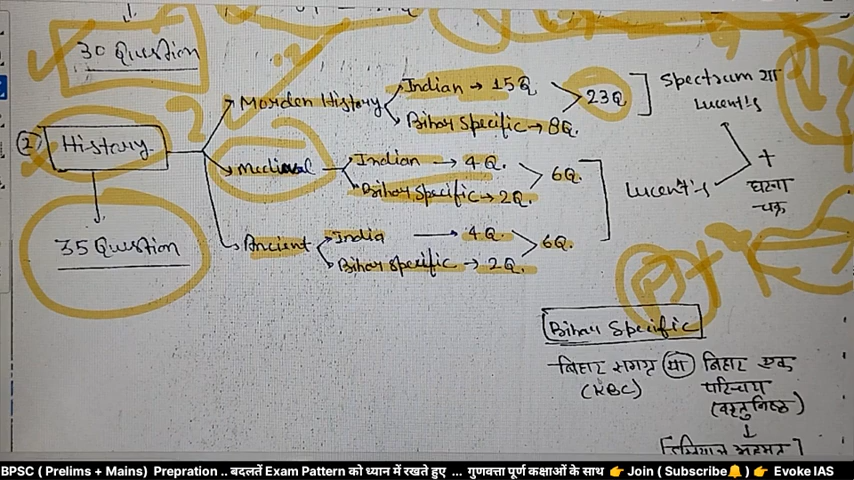 30 Question
Morden History
Indian → 15Q
Bihar Specific → 8Q.
23Q
Spectrum या
Lucent's
② History
Medieval
Indian → 4Q.
Bihar Specific → 2Q.
6Q.
Lucent's
+
घटना
चक्र
35 Question
Ancient
India → 4Q.
Bihar Specific → 2Q.
6Q.
Bihar Specific
बिहार समग्र या बिहार एक
(KBC) परिचय
(वस्तुनिष्ठ)
BPSC ( Prelims + Mains) Prepration .. बदलतें Exam Pattern को ध्यान में रखते हुए ... गुणवत्ता पूर्ण कक्षाओं के साथ 👉 Join ( Subscribe🔔 ) 👉 Evoke IAS